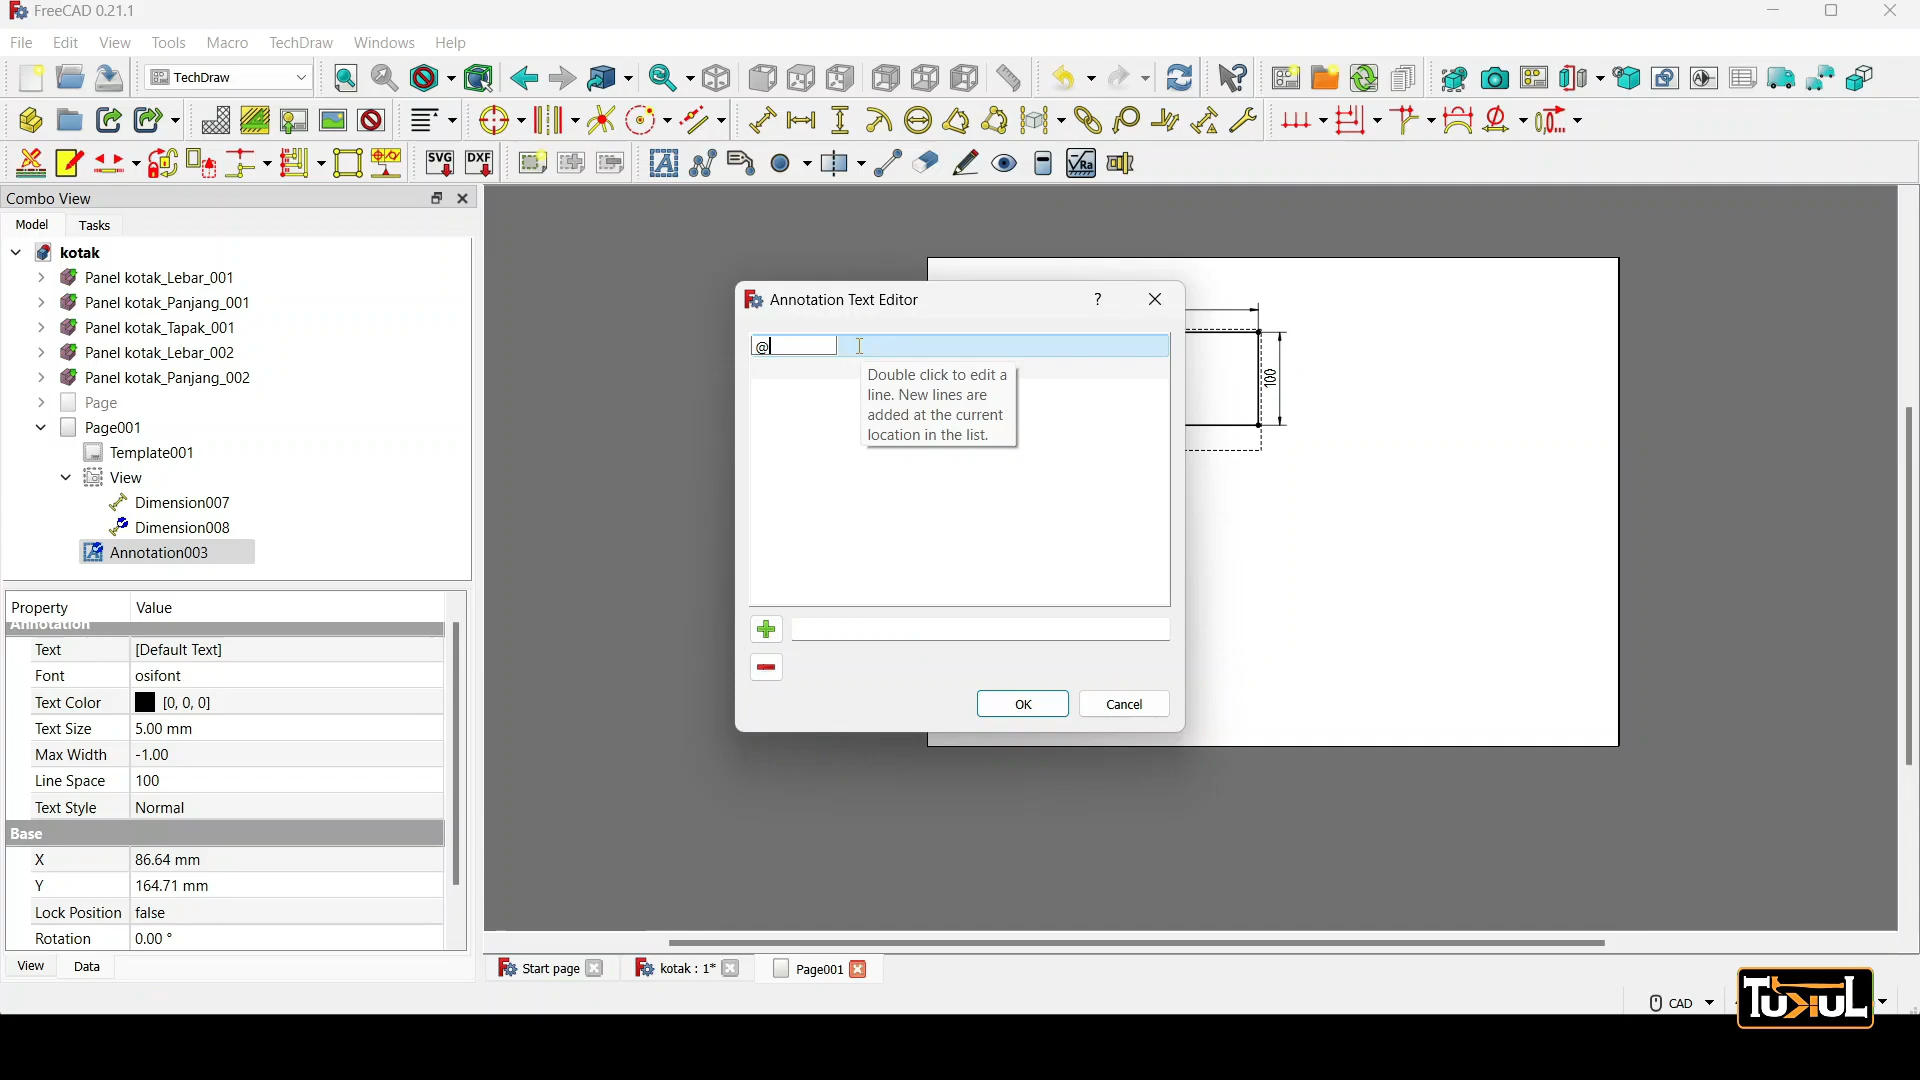 FreeCAD 0.21.1
File Edit View Tools Macro TechDraw Windows Help
TechDraw
SVG DXF
Combo View
Model Tasks
kotak
Panel kotak_Lebar_001
Panel kotak_Panjang_001
Panel kotak_Tapak_001
Panel kotak_Lebar_002
Panel kotak_Panjang_002
Page
Page001
Template001
View
Dimension007
Dimension008
Annotation003
Property Value
Annotation
Text [Default Text]
Font osifont
Text Color [0, 0, 0]
Text Size 5.00 mm
Max Width -1.00
Line Space 100
Text Style Normal
Base
X 86.64 mm
Y 164.71 mm
Lock Position false
Rotation 0.00 °
View Data
Annotation Text Editor ?
@
Double click to edit a
line. New lines are
added at the current
location in the list.
OK Cancel
100
Start page kotak : 1* Page001
CAD
TUKUL